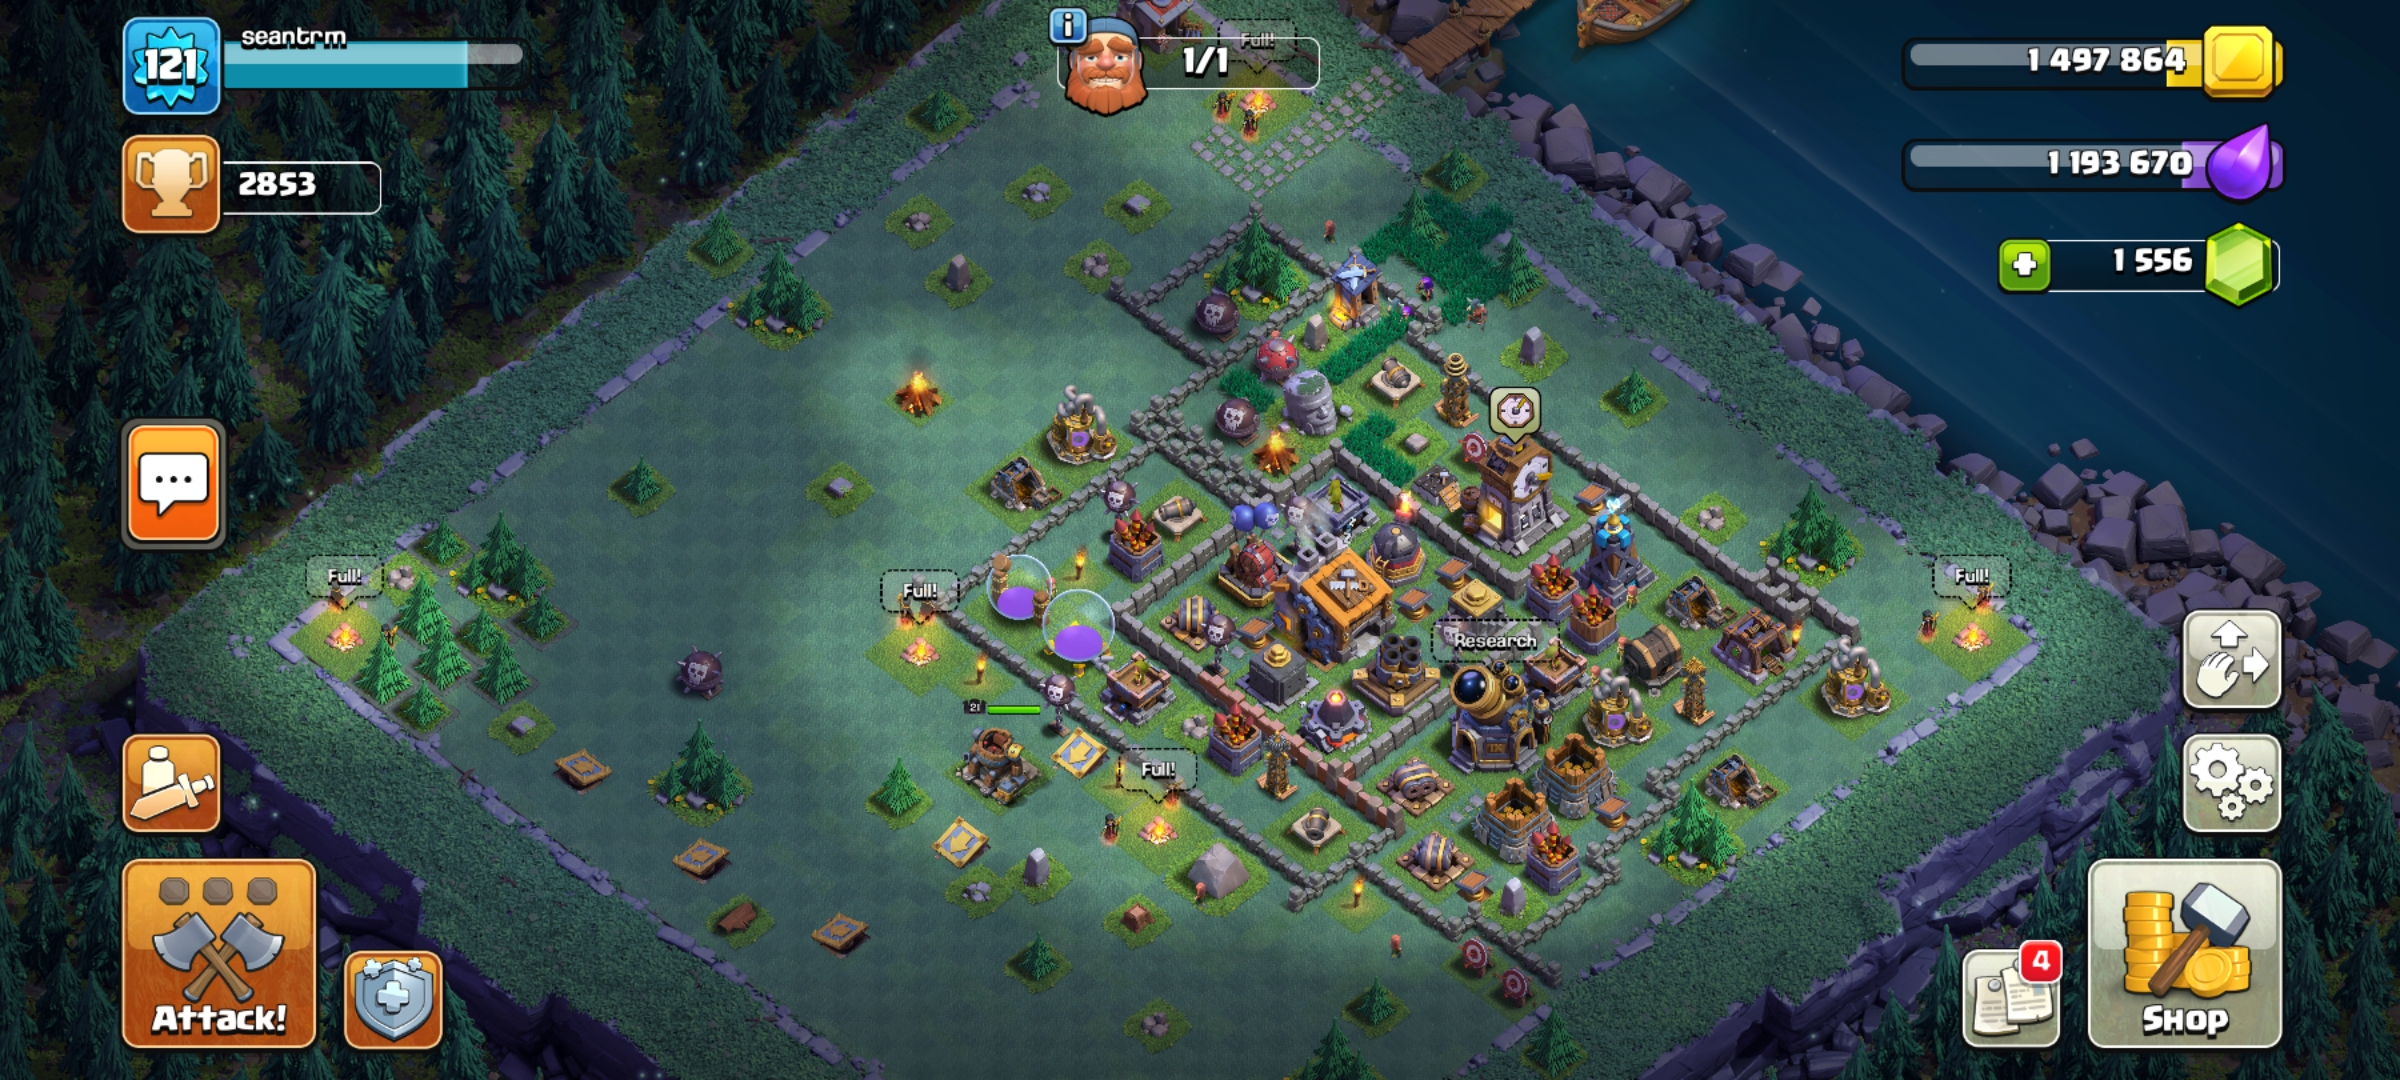 121
seantrm
i
1/1
Full!
1 497 864
2853
1 193 670
1 556
Full!
Full!
Full!
Research
21
Full!
Attack!
4
Shop